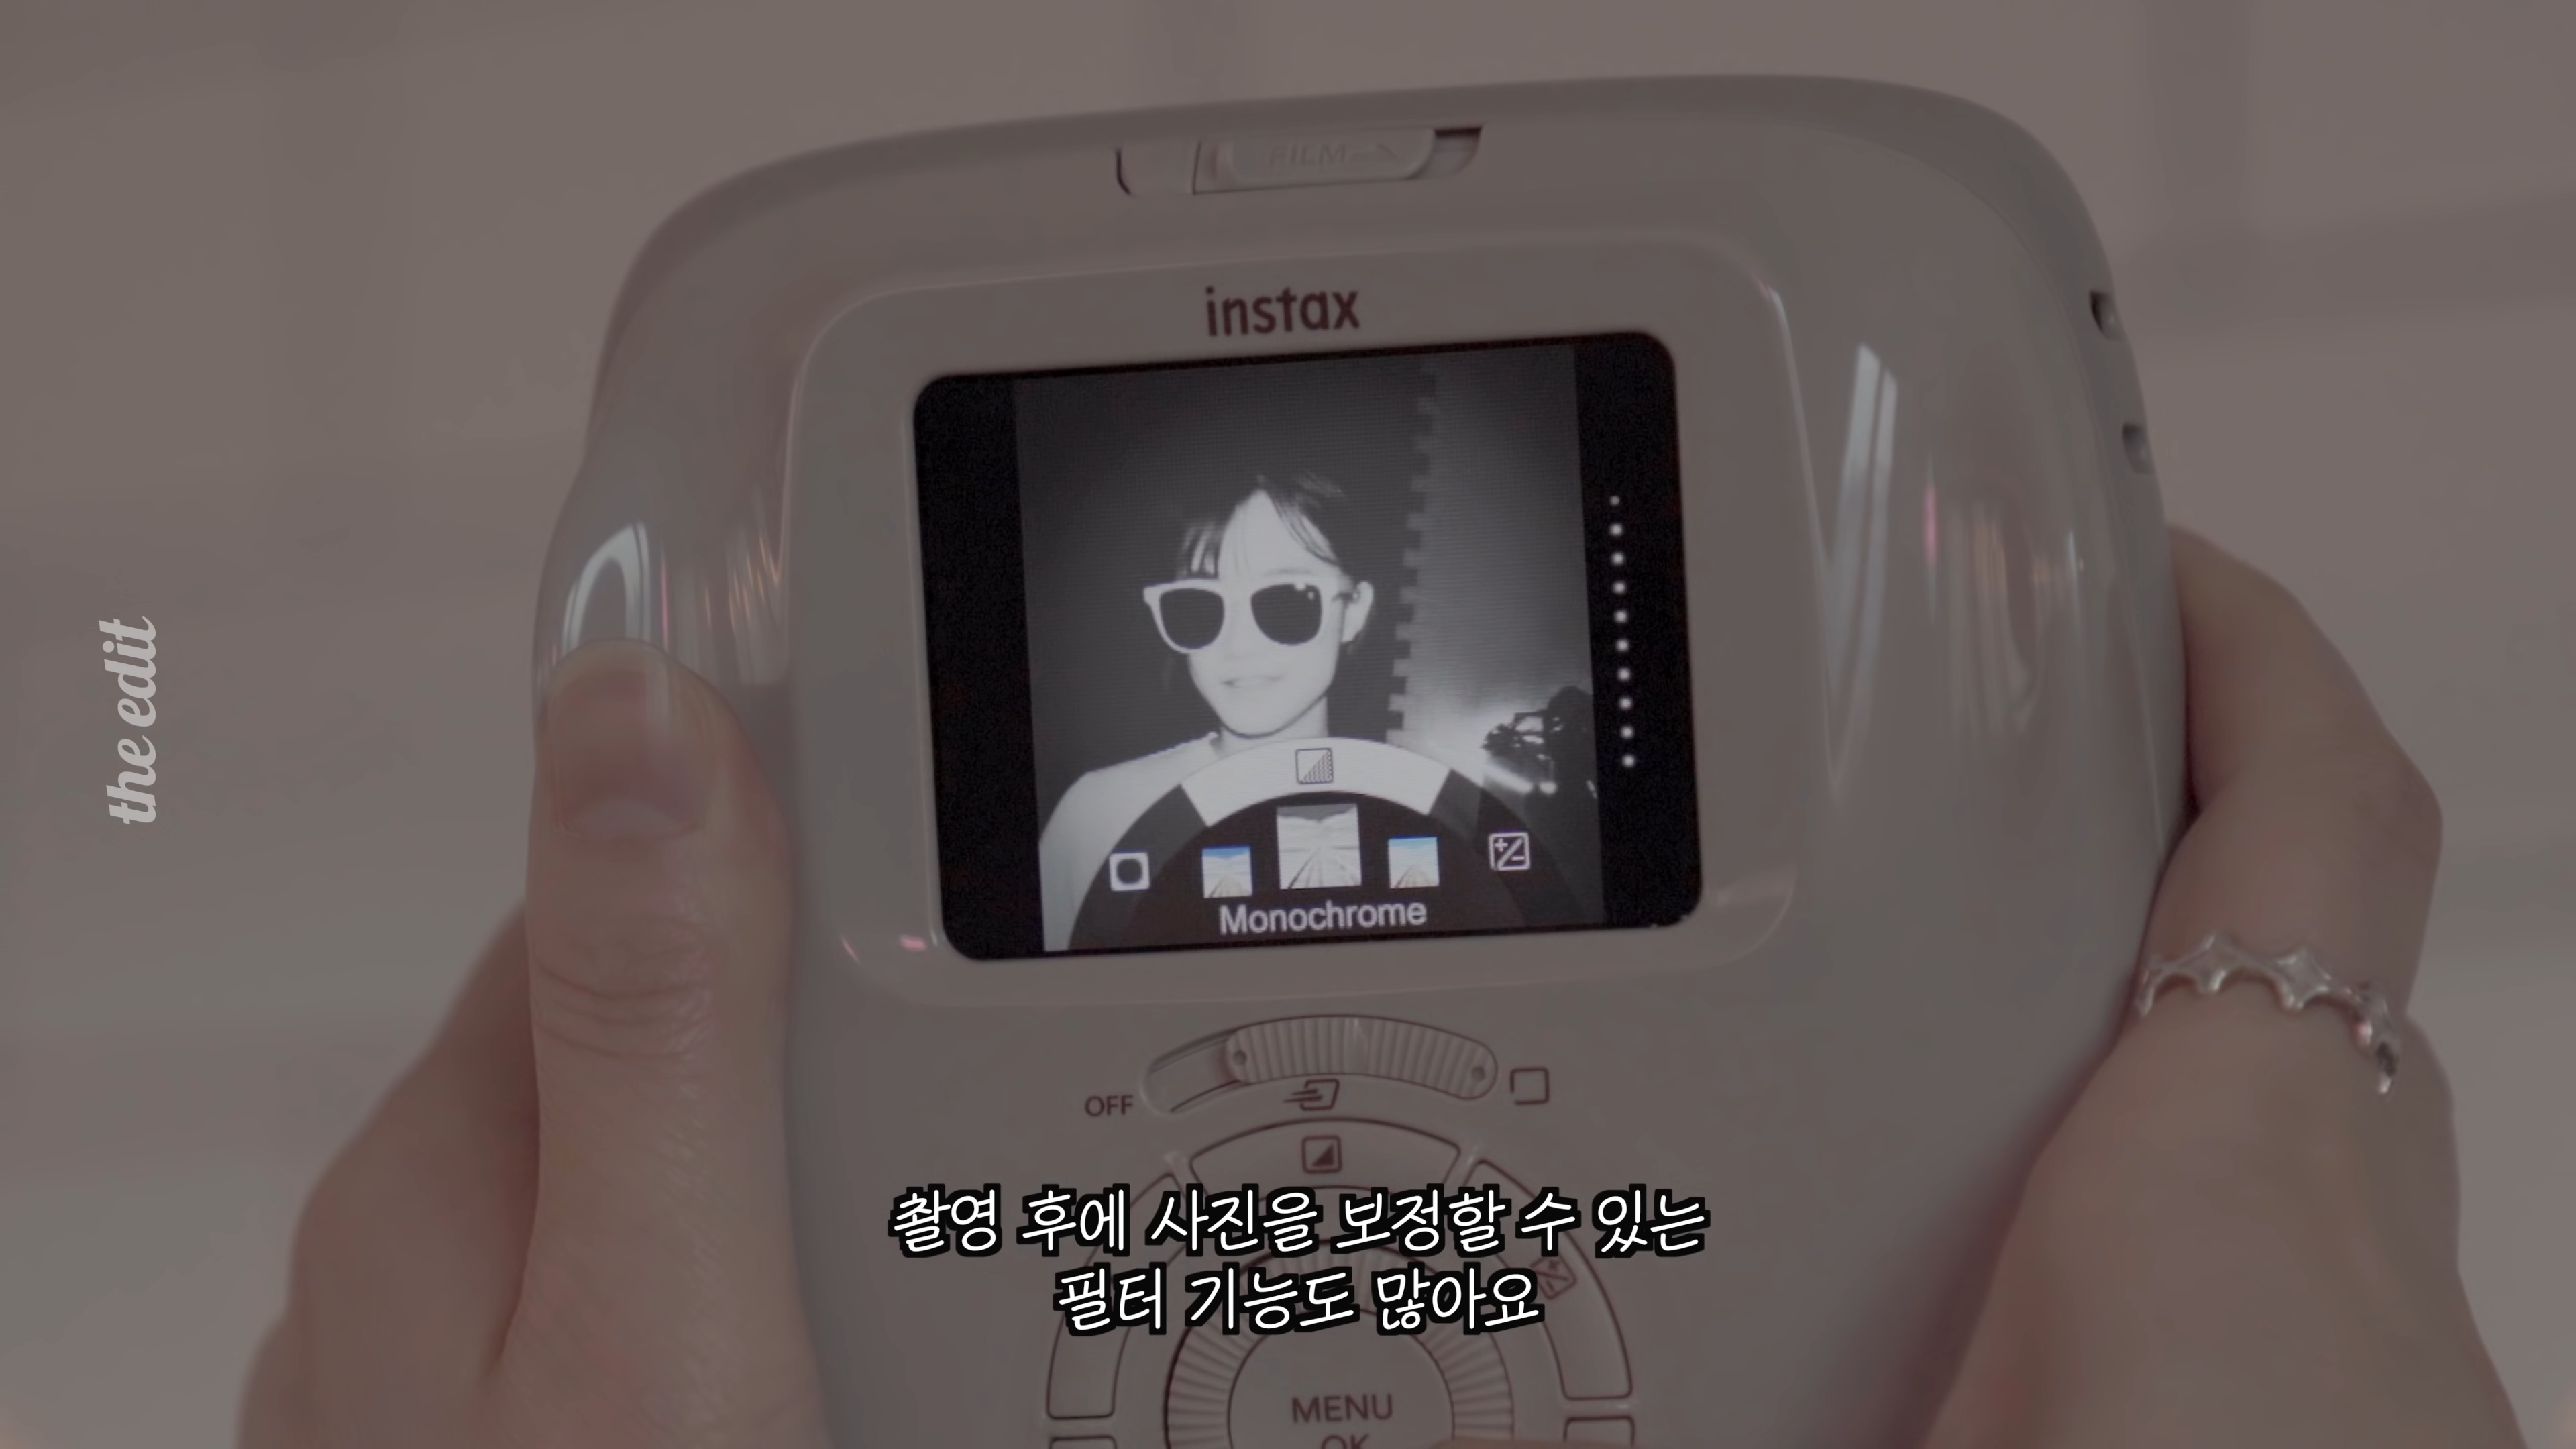 FILM
instax
the edit
Monochrome
OFF
촬영 후에 사진을 보정할 수 있는
필터 기능도 많아요
MENU
OK